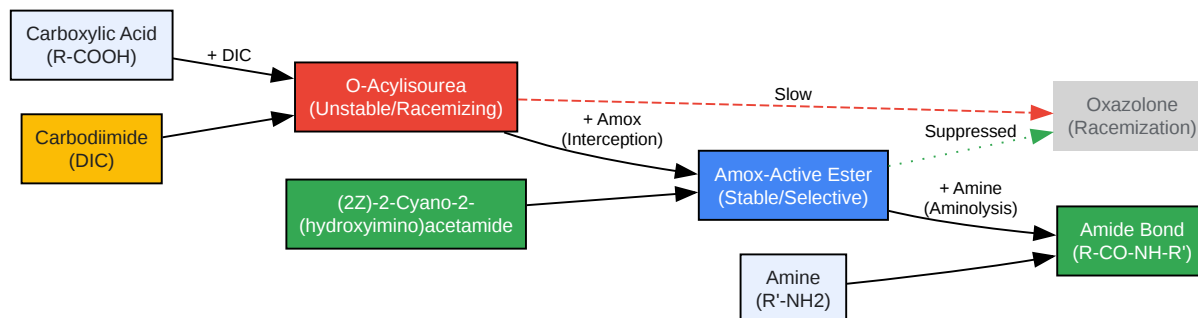 Carboxylic Acid
(R-COOH)
+ DIC
Carbodiimide
(DIC)
O-Acylisourea
(Unstable/Racemizing)
Slow
+ Amox
(Interception)
Suppressed
Oxazolone
(Racemization)
(2Z)-2-Cyano-2-
(hydroxyimino)acetamide
Amox-Active Ester
(Stable/Selective)
+ Amine
(Aminolysis)
Amide Bond
(R-CO-NH-R')
Amine
(R'-NH2)